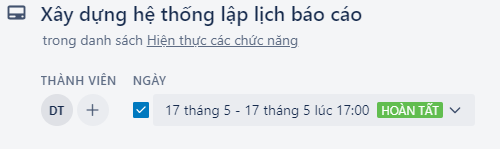 Xây dựng hệ thống lập lịch báo cáo
trong danh sách Hiện thực các chức năng
THÀNH VIÊN NGÀY
DT + 17 tháng 5 - 17 tháng 5 lúc 17:00 HOÀN TẤT